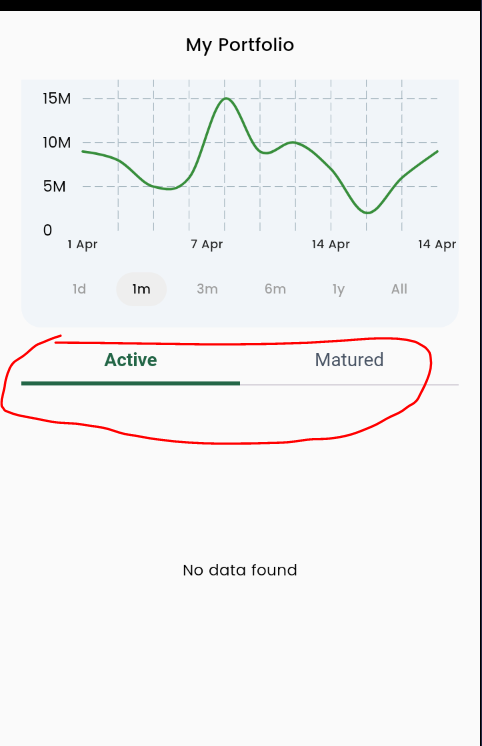 My Portfolio
15M
10M
5M
0
1 Apr 7 Apr 14 Apr 14 Apr
1d 1m 3m 6m 1y All
Active Matured
No data found